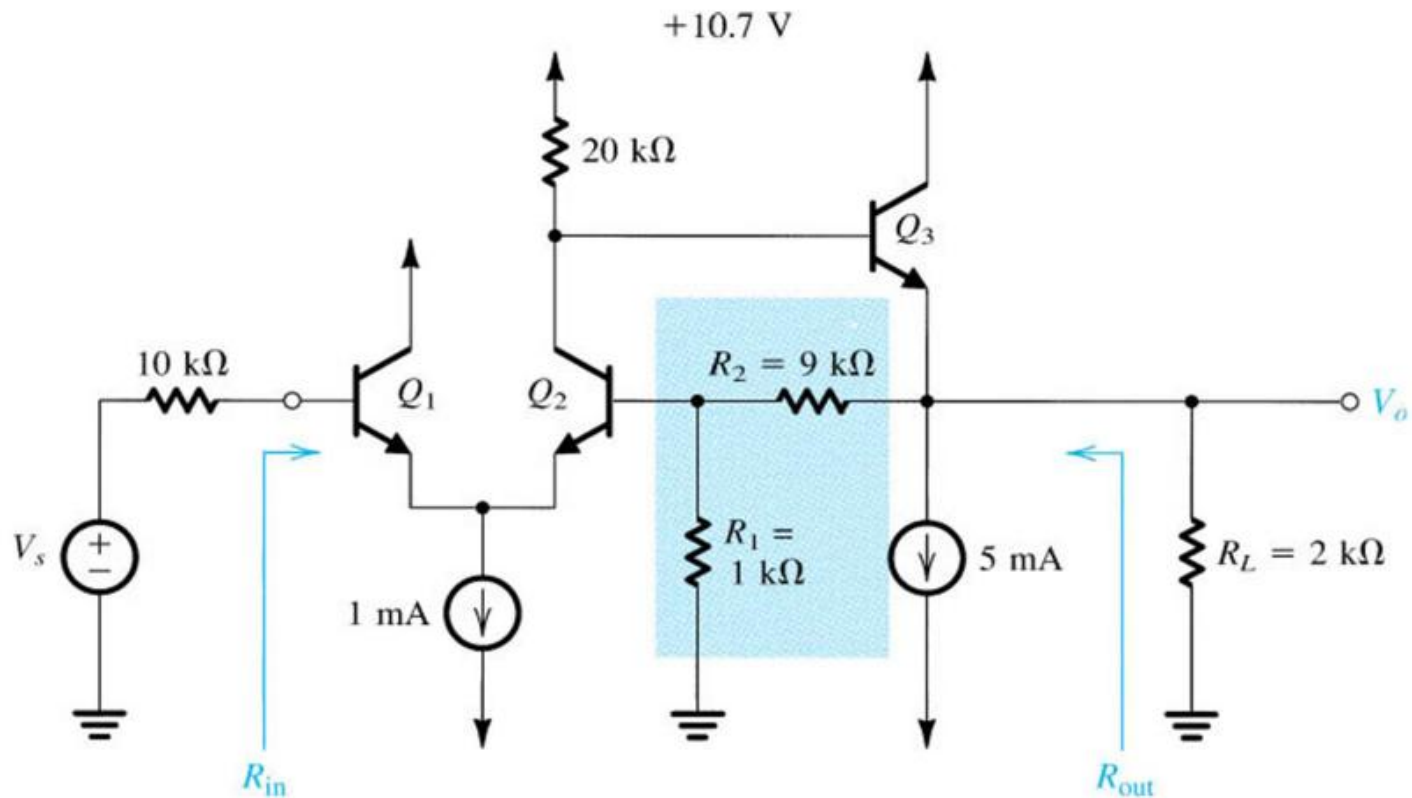 +10.7 V
20 kΩ
Q3
10 kΩ
Q1
Q2
R2 = 9 kΩ
Vo
Vs
+
−
R1 =
1 kΩ
5 mA
RL = 2 kΩ
1 mA
Rin
Rout